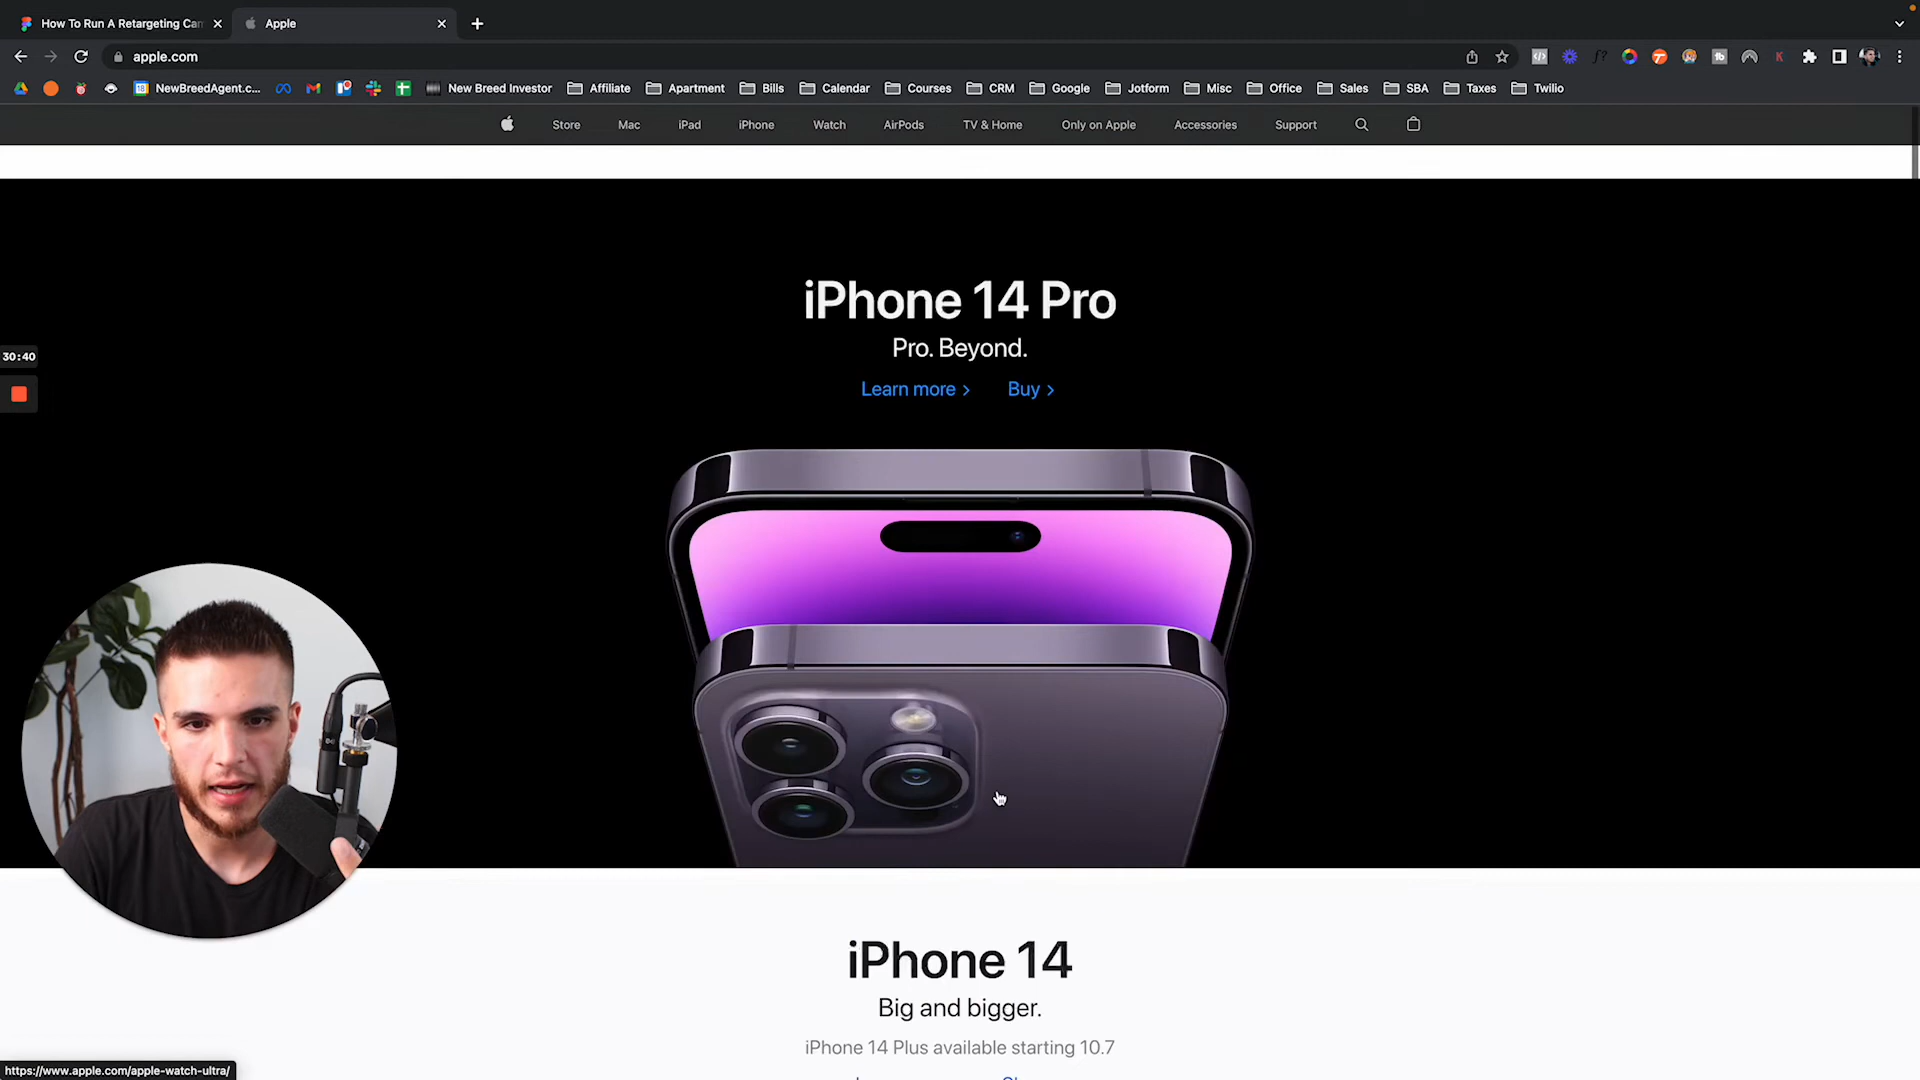 How To Run A Retargeting Can
Apple
apple.com
NewBreedAgent.c...
New Breed Investor
Affiliate
Apartment
Bills
Calendar
Courses
CRM
Google
Jotform
Misc
Office
Sales
SBA
Taxes
Twilio
Store
Mac
iPad
iPhone
Watch
AirPods
TV & Home
Only on Apple
Accessories
Support
iPhone 14 Pro
Pro. Beyond.
Learn more >
Buy >
30:40
iPhone 14
Big and bigger.
iPhone 14 Plus available starting 10.7
https://www.apple.com/apple-watch-ultra/